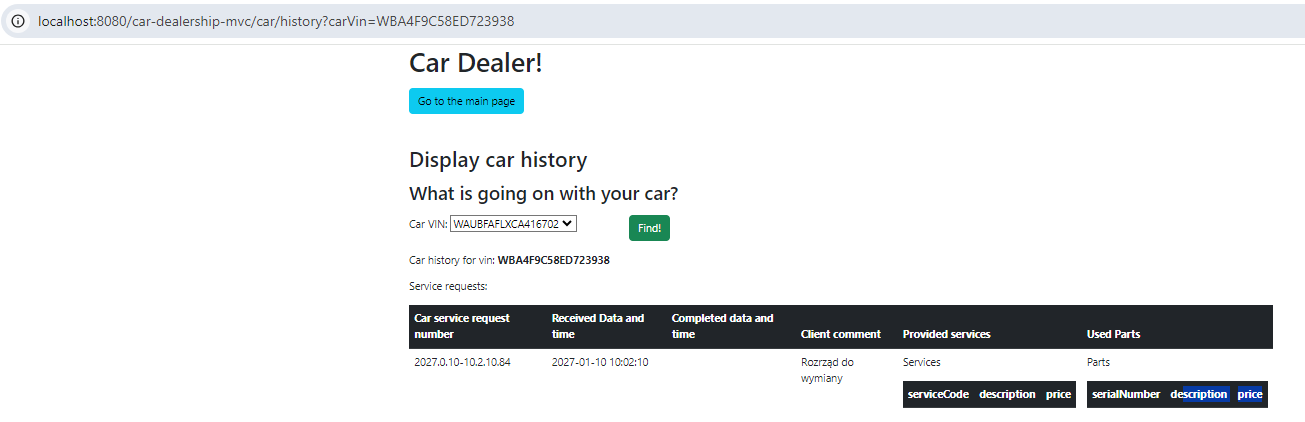 localhost:8080/car-dealership-mvc/car/history?carVin=WBA4F9C58ED723938
Car Dealer!
Go to the main page
Display car history
What is going on with your car?
Car VIN: WAUBFAFLXCA416702 Find!
Car history for vin: WBA4F9C58ED723938
Service requests:
Car service request number Received Data and time Completed data and time Client comment Provided services Used Parts
2027.0.10-10.2.10.84 2027-01-10 10:02:10 Rozrząd do wymiany Services Parts
serviceCode description price serialNumber description price